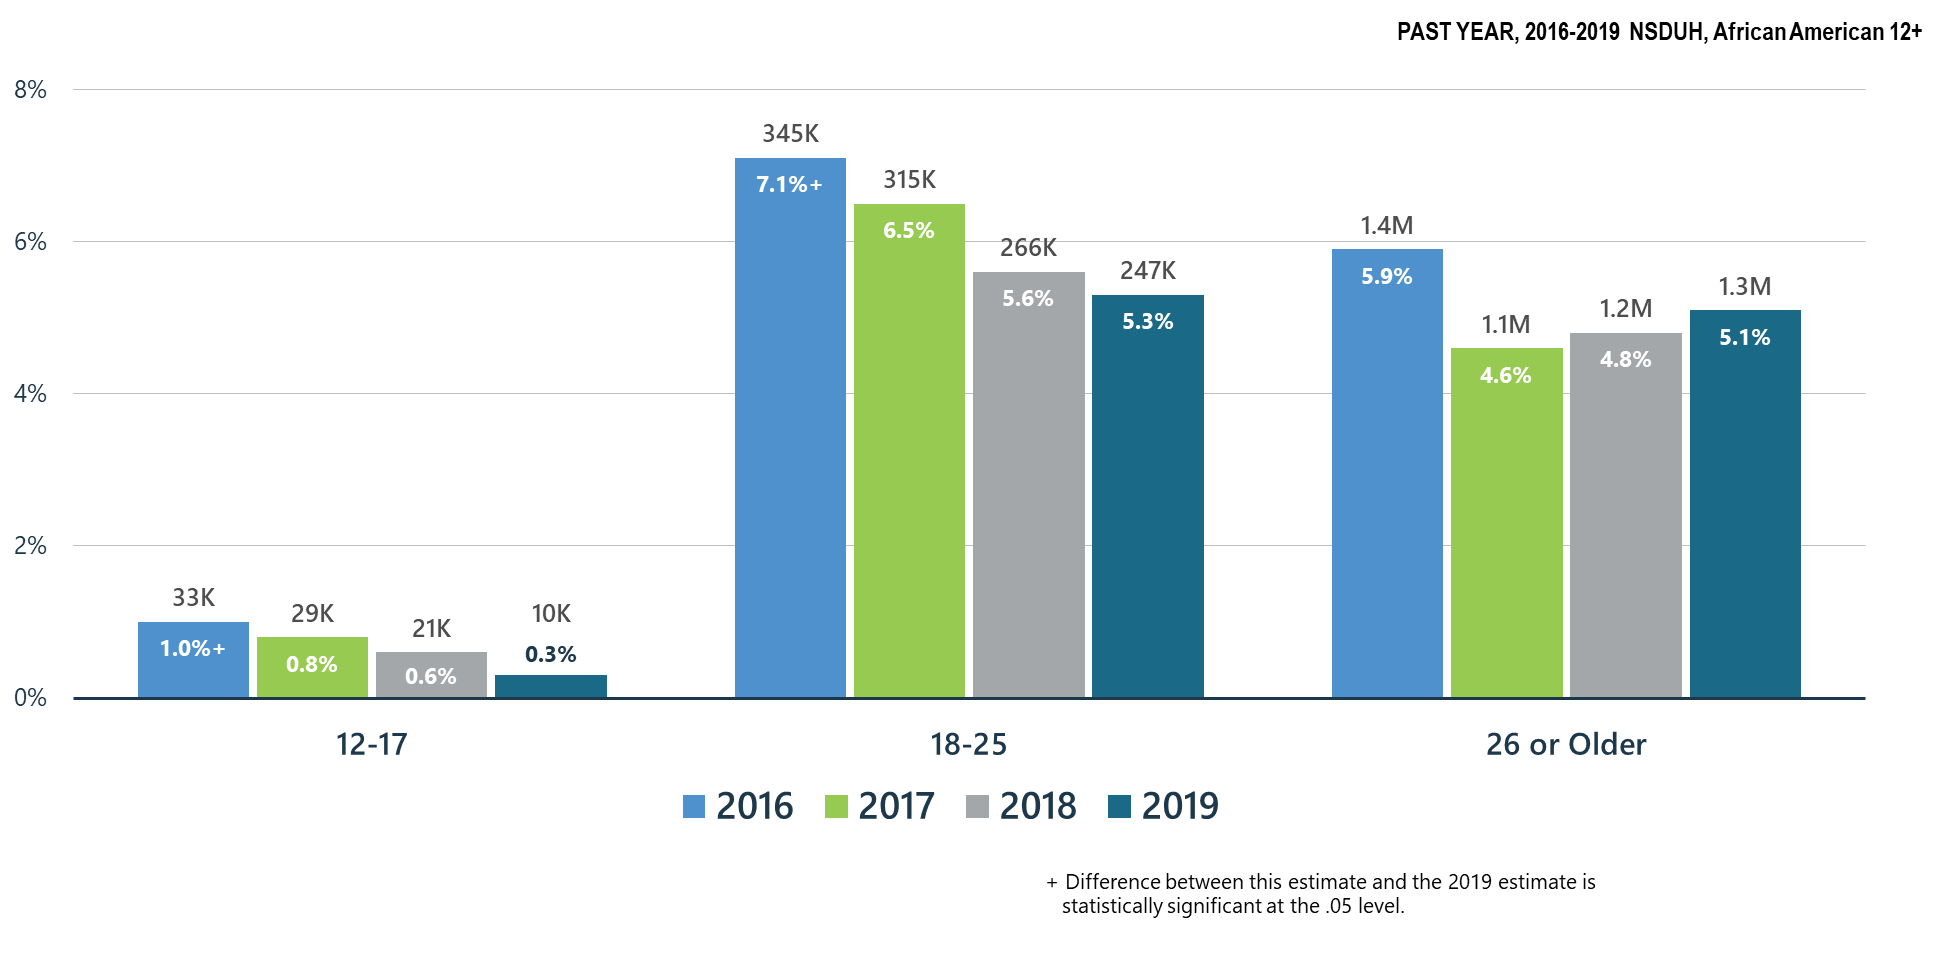 PAST YEAR, 2016-2019 NSDUH, African American 12+
8%
6%
4%
2%
0%
33K
1.0%+
29K
0.8%
21K
0.6%
10K
0.3%
345K
7.1%+
315K
6.5%
266K
5.6%
247K
5.3%
1.4M
5.9%
1.1M
4.6%
1.2M
4.8%
1.3M
5.1%
12-17
18-25
26 or Older
2016
2017
2018
2019
+ Difference between this estimate and the 2019 estimate is
statistically significant at the .05 level.